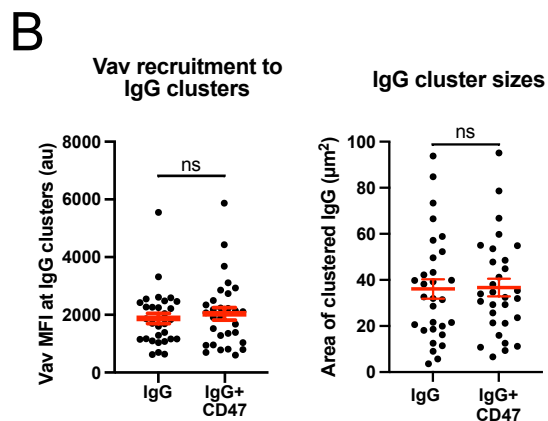 B
Vav recruitment to
IgG clusters
Vav MFI at IgG clusters (au)
8000
6000
4000
2000
0
ns
IgG
IgG+
CD47
IgG cluster sizes
Area of clustered IgG (µm²)
100
80
60
40
20
0
ns
IgG
IgG+
CD47